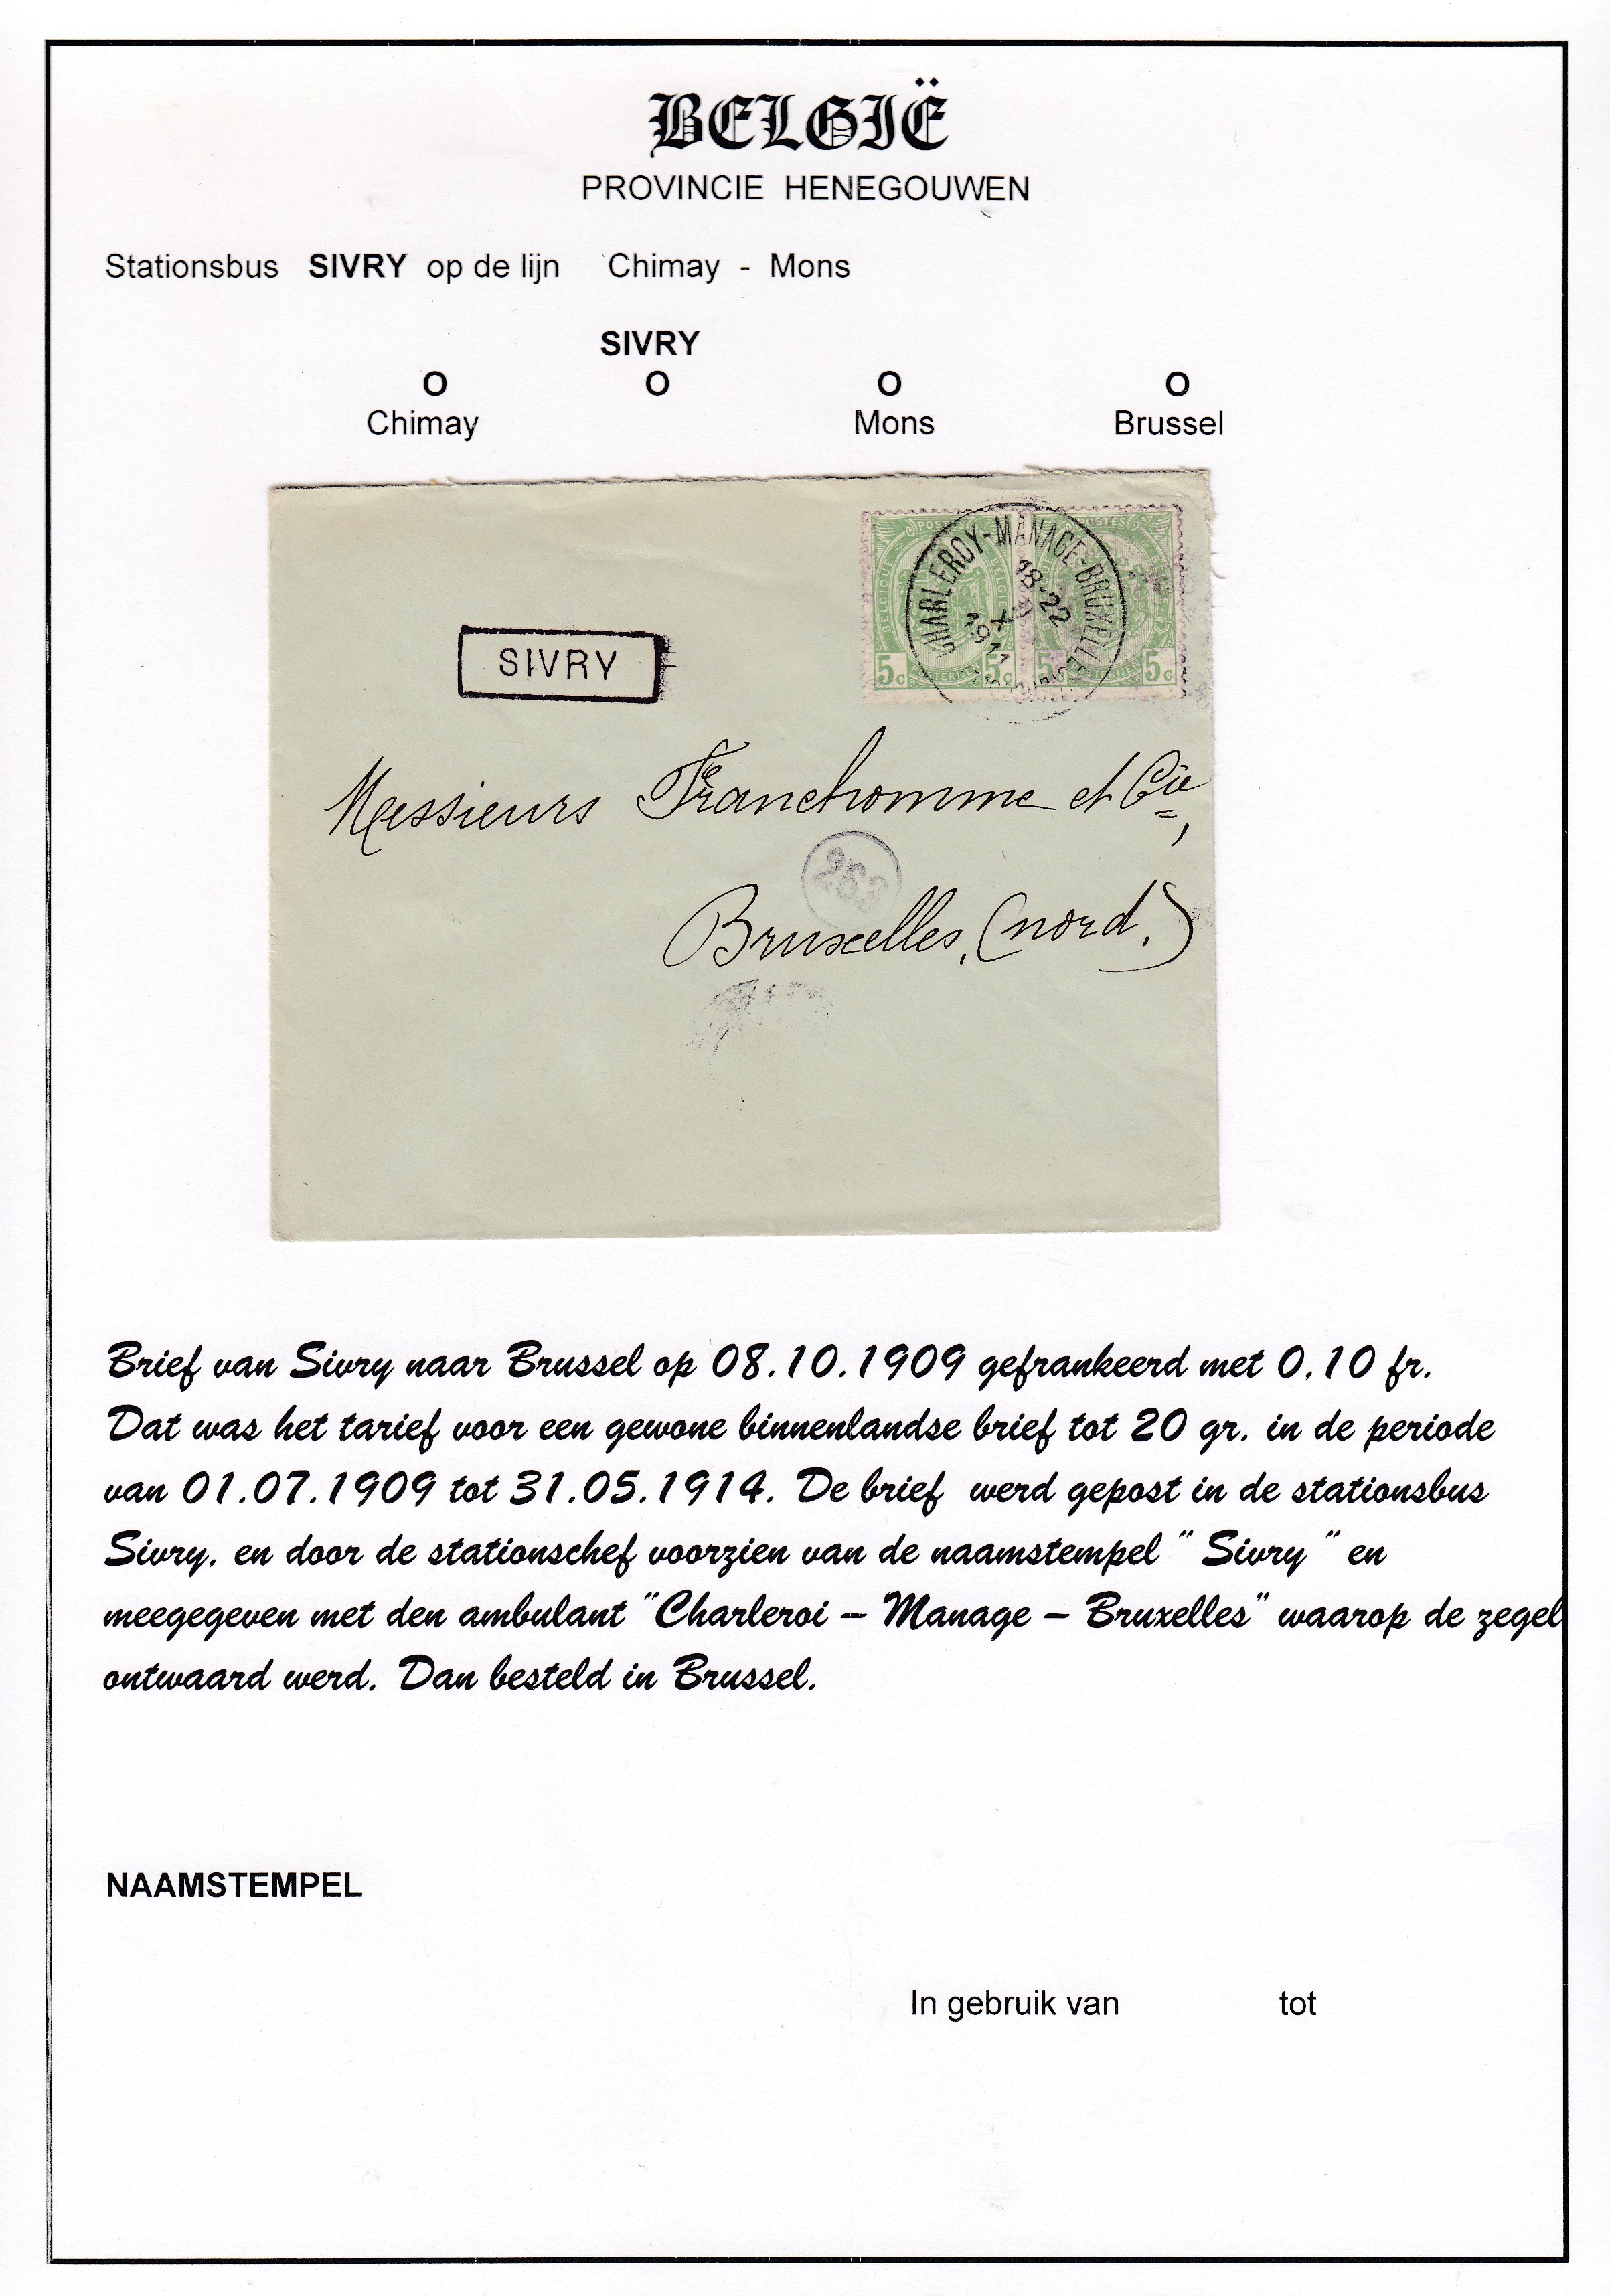 BELGIË
PROVINCIE HENEGOUWEN
Stationsbus SIVRY op de lijn Chimay - Mons
SIVRY
O O O O
Chimay Mons Brussel
CHARLEROY-MANAGE-BRUXELLES
18-22
X
1911
5c 5c 5c 5c
SIVRY
Messieurs Franchomme et Cie,
263
Bruxelles, (nord.)
Brief van Sivry naar Brussel op 08.10.1909 gefrankeerd met 0,10 fr.
Dat was het tarief voor een gewone binnenlandse brief tot 20 gr. in de periode
van 01.07.1909 tot 31.05.1914. De brief werd gepost in de stationsbus
Sivry, en door de stationschef voorzien van de naamstempel " Sivry " en
meegegeven met den ambulant "Charleroi – Manage – Bruxelles" waarop de zegel
ontwaard werd. Dan besteld in Brussel.
NAAMSTEMPEL
In gebruik van tot